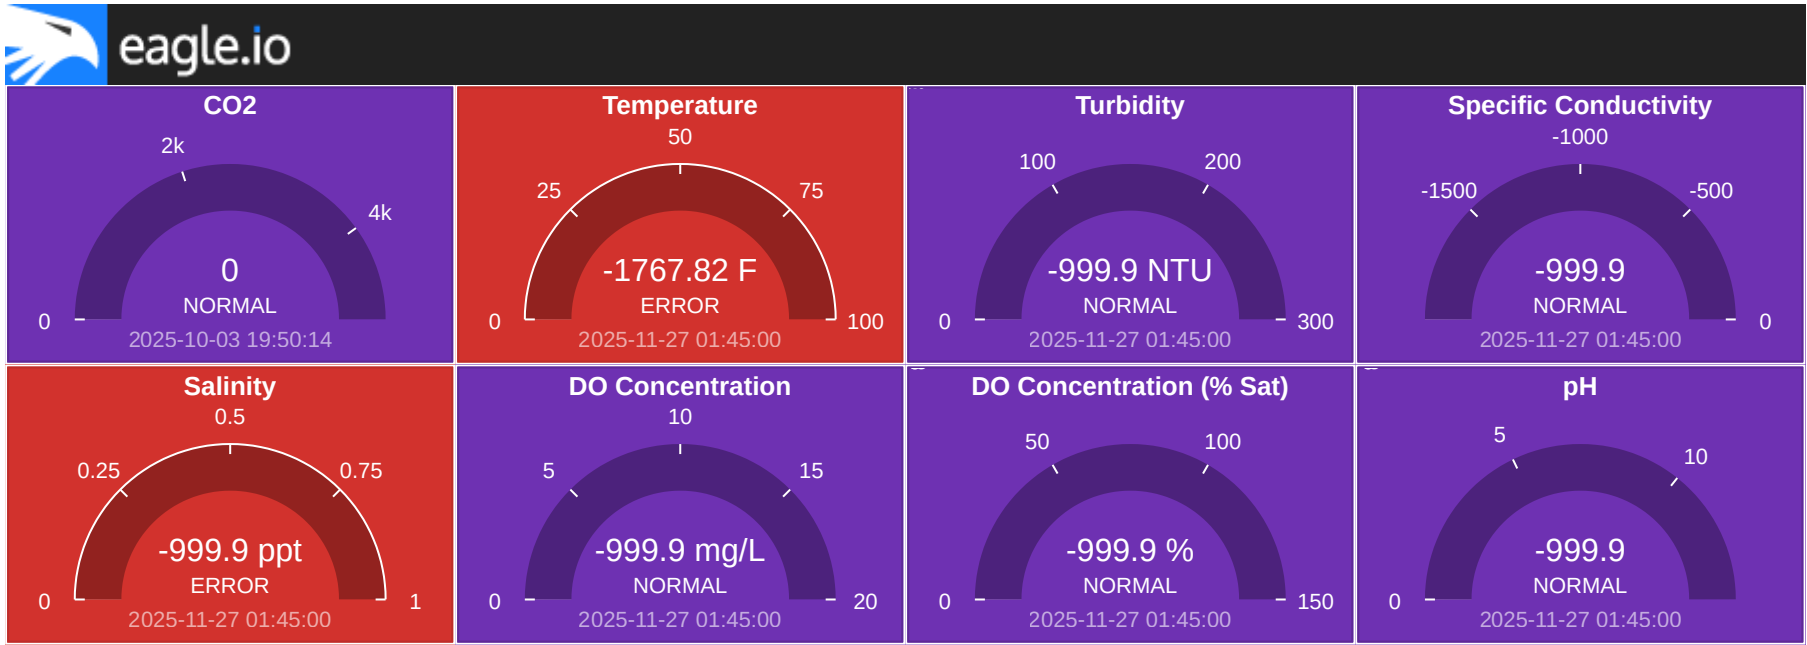 eagle.io
CO2
2k
4k
0
NORMAL
0
2025-10-03 19:50:14
Temperature
50
25
75
-1767.82 F
ERROR
0
100
2025-11-27 01:45:00
Turbidity
100
200
-999.9 NTU
NORMAL
0
300
2025-11-27 01:45:00
Specific Conductivity
-1000
-1500
-500
-999.9
NORMAL
0
2025-11-27 01:45:00
Salinity
0.5
0.25
0.75
-999.9 ppt
ERROR
0
1
2025-11-27 01:45:00
DO Concentration
10
5
15
-999.9 mg/L
NORMAL
0
20
2025-11-27 01:45:00
DO Concentration (% Sat)
50
100
-999.9 %
NORMAL
0
150
2025-11-27 01:45:00
pH
5
10
-999.9
NORMAL
0
2025-11-27 01:45:00